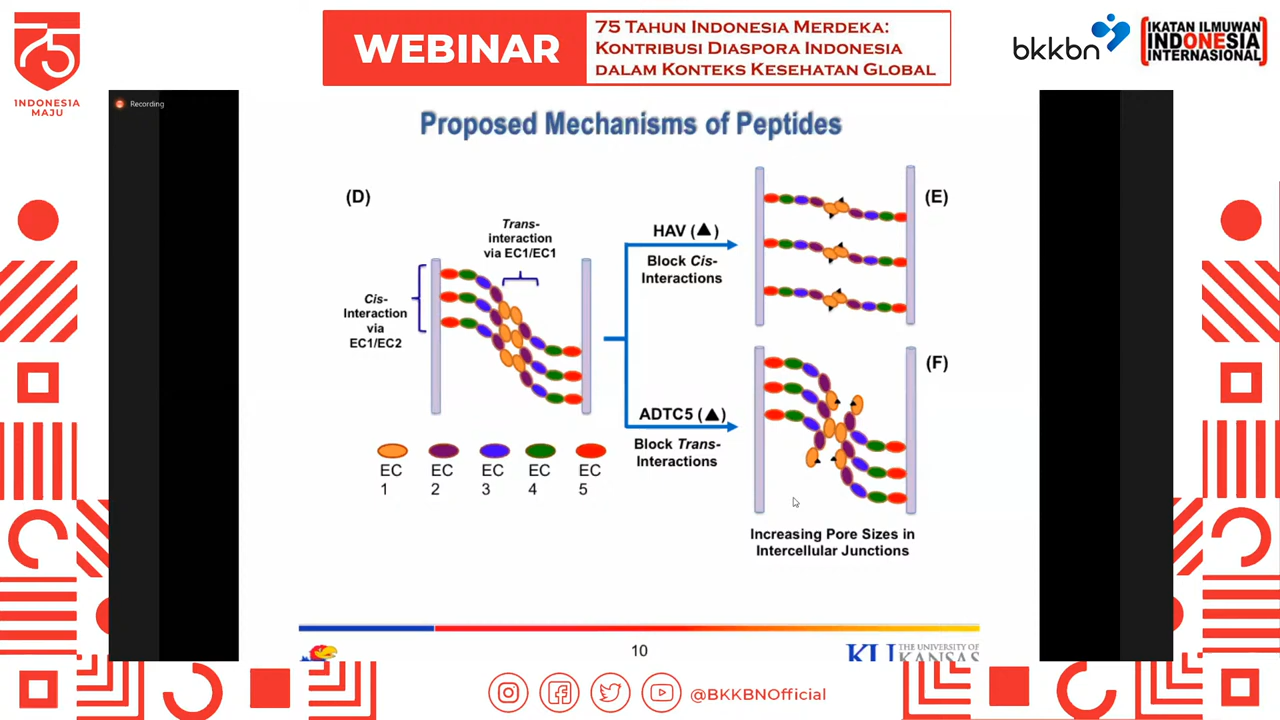 75
INDONESIA
MAJU
WEBINAR
75 TAHUN INDONESIA MERDEKA:
KONTRIBUSI DIASPORA INDONESIA
DALAM KONTEKS KESEHATAN GLOBAL
bkkbn
IKATAN ILMUWAN
INDONESIA
INTERNASIONAL
Recording
Proposed Mechanisms of Peptides
(D)
Trans-
interaction
via EC1/EC1
Cis-
Interaction
via
EC1/EC2
EC
1
EC
2
EC
3
EC
4
EC
5
HAV (▲)
Block Cis-
Interactions
ADTC5 (▲)
Block Trans-
Interactions
(E)
(F)
Increasing Pore Sizes in
Intercellular Junctions
10
KU THE UNIVERSITY OF
KANSAS
@BKKBNOfficial